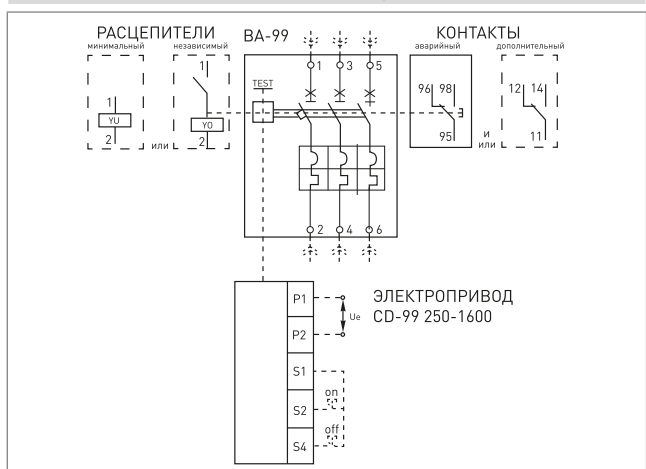 РАСЦЕПИТЕЛИ
минимальный
независимый
ВА-99
КОНТАКТЫ
аварийный
дополнительный
1
YU
2
или
1
YO
2
TEST
1 3 5
2 4 6
96 98
95
и
или
12 14
11
P1
P2
S1
S2
S4
Ue
on
off
ЭЛЕКТРОПРИВОД
CD-99 250-1600